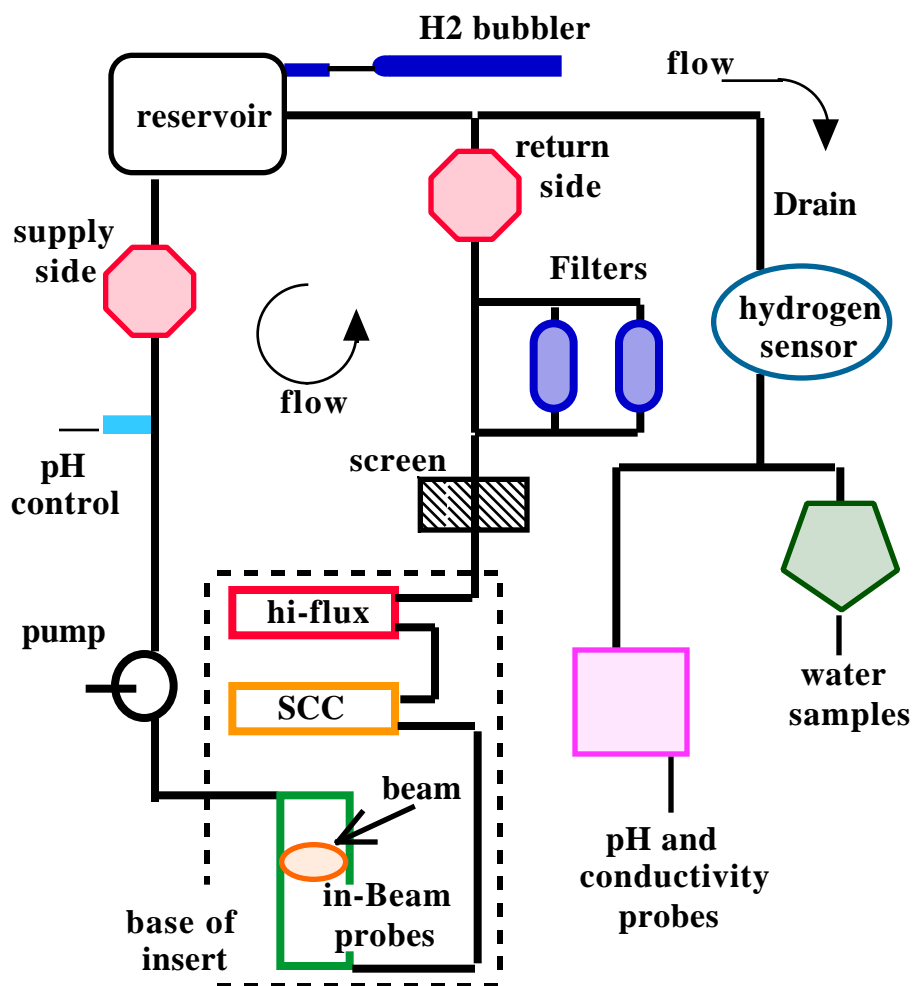 H2 bubbler
flow
reservoir
return
side
Drain
supply
side
Filters
hydrogen
sensor
flow
screen
pH
control
hi-flux
pump
SCC
water
samples
beam
in-Beam
probes
pH and
conductivity
probes
base of
insert